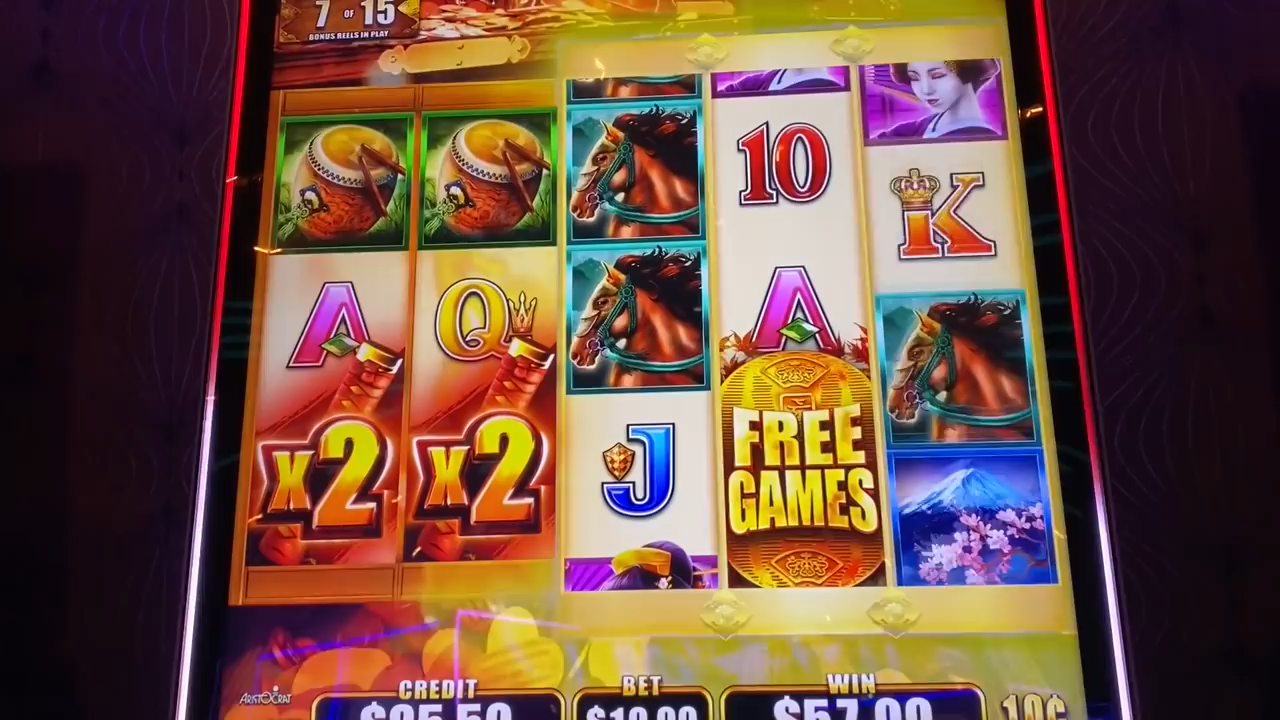 7 OF 15
BONUS REELS IN PLAY
10
K
A
Q
A
X2
X2
J
FREE
GAMES
ARISTOCRAT
CREDIT
BET
WIN
10¢